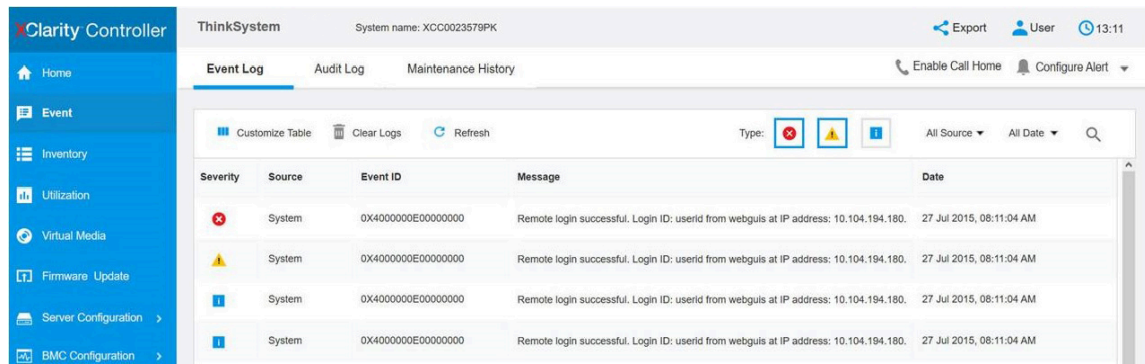 XClarity Controller
ThinkSystem System name: XCC0023579PK Export User 13:11
Home
Event Log Audit Log Maintenance History Enable Call Home Configure Alert
Event
Customize Table Clear Logs Refresh Type: All Source All Date
Inventory
Severity Source Event ID Message Date
Utilization
System 0X4000000E00000000 Remote login successful. Login ID: userid from webguis at IP address: 10.104.194.180. 27 Jul 2015, 08:11:04 AM
Virtual Media
System 0X4000000E00000000 Remote login successful. Login ID: userid from webguis at IP address: 10.104.194.180. 27 Jul 2015, 08:11:04 AM
Firmware Update
System 0X4000000E00000000 Remote login successful. Login ID: userid from webguis at IP address: 10.104.194.180. 27 Jul 2015, 08:11:04 AM
Server Configuration
System 0X4000000E00000000 Remote login successful. Login ID: userid from webguis at IP address: 10.104.194.180. 27 Jul 2015, 08:11:04 AM
BMC Configuration